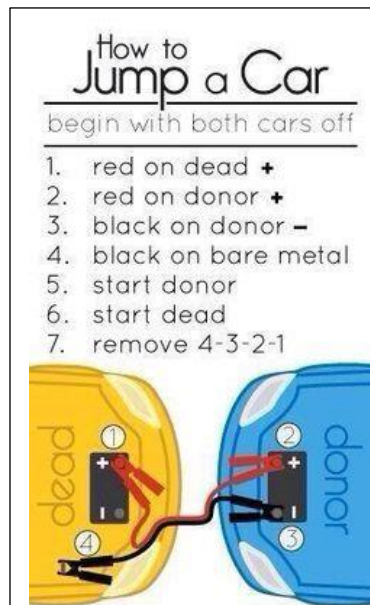 How to
Jump a Car
begin with both cars off
1. red on dead +
2. red on donor +
3. black on donor –
4. black on bare metal
5. start donor
6. start dead
7. remove 4-3-2-1
dead
1
+
–
4
2
+
–
3
donor